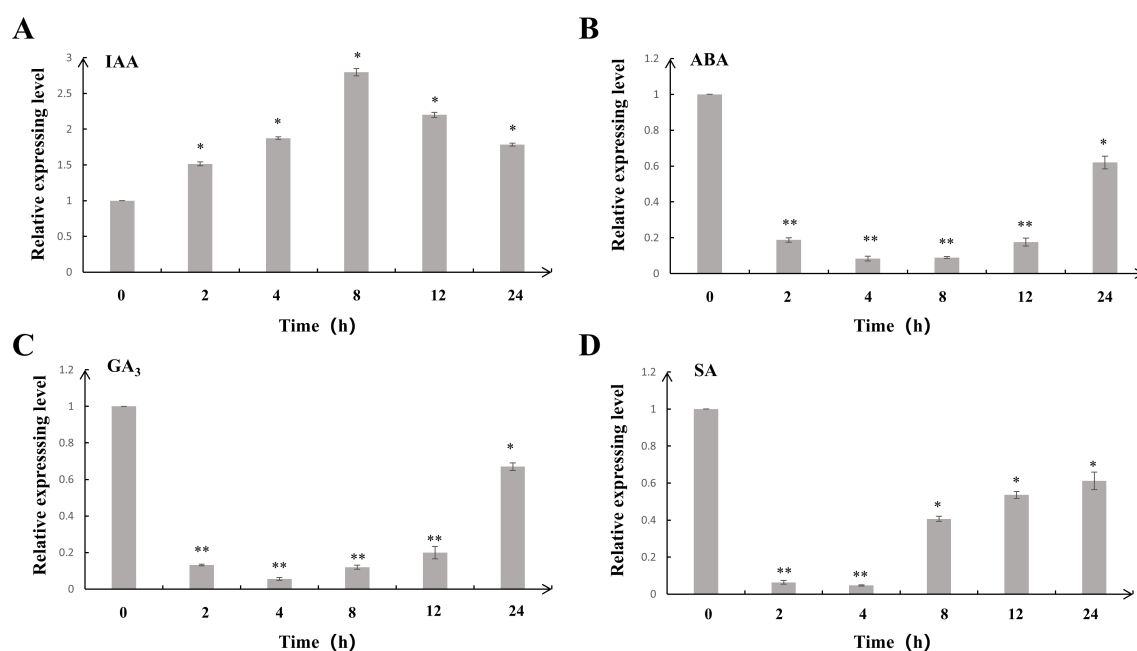 A
IAA
Relative expressing level
3
2.5
2
1.5
1
0.5
0
* * * * *
0 2 4 8 12 24
Time (h)
B
ABA
Relative expressing level
1.2
1
0.8
0.6
0.4
0.2
0
** ** ** ** *
0 2 4 8 12 24
Time (h)
C
GA3
Relative expresssing level
1.2
1
0.8
0.6
0.4
0.2
0
** ** ** ** *
0 2 4 8 12 24
Time (h)
D
SA
Relative expressing level
1.2
1
0.8
0.6
0.4
0.2
0
** ** * * *
0 2 4 8 12 24
Time (h)